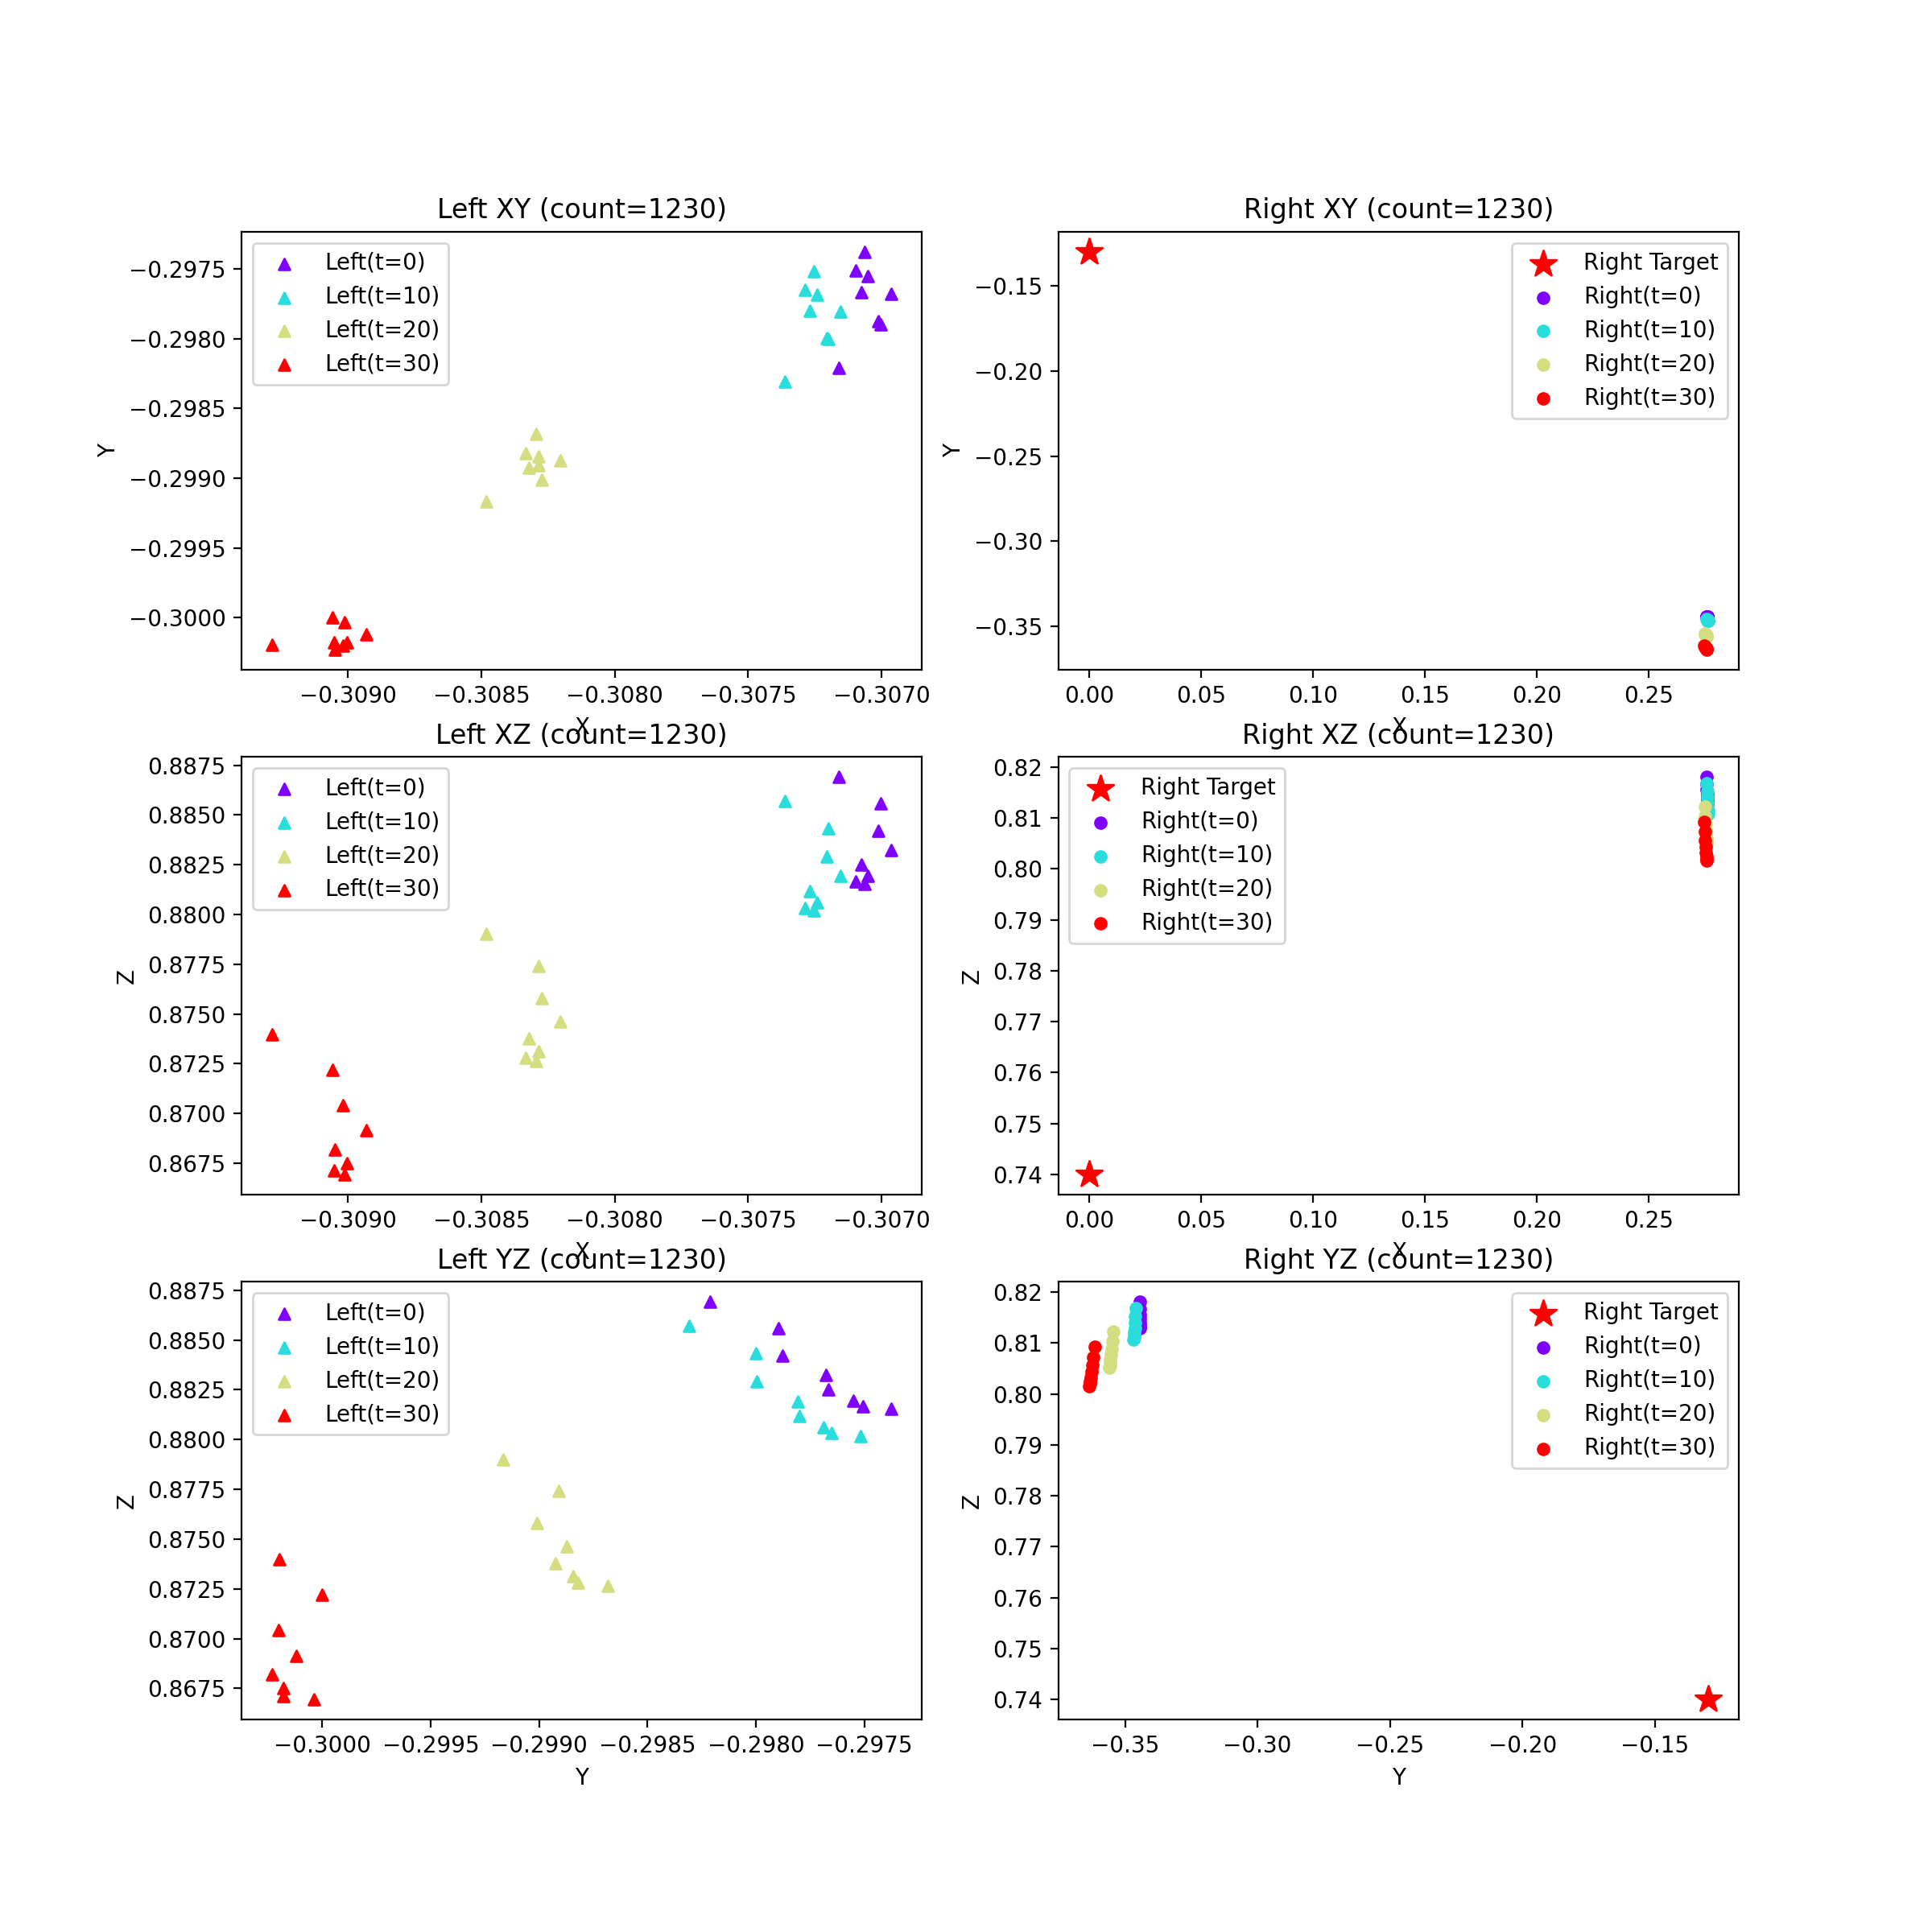 Left XY (count=1230)
Left(t=0)
Left(t=10)
Left(t=20)
Left(t=30)
Y
−0.2975
−0.2980
−0.2985
−0.2990
−0.2995
−0.3000
−0.3090
−0.3085
−0.3080
−0.3075
−0.3070
X
Right XY (count=1230)
Right Target
Right(t=0)
Right(t=10)
Right(t=20)
Right(t=30)
Y
−0.15
−0.20
−0.25
−0.30
−0.35
0.00
0.05
0.10
0.15
0.20
0.25
X
Left XZ (count=1230)
Left(t=0)
Left(t=10)
Left(t=20)
Left(t=30)
Z
0.8875
0.8850
0.8825
0.8800
0.8775
0.8750
0.8725
0.8700
0.8675
−0.3090
−0.3085
−0.3080
−0.3075
−0.3070
X
Right XZ (count=1230)
Right Target
Right(t=0)
Right(t=10)
Right(t=20)
Right(t=30)
Z
0.82
0.81
0.80
0.79
0.78
0.77
0.76
0.75
0.74
0.00
0.05
0.10
0.15
0.20
0.25
X
Left YZ (count=1230)
Left(t=0)
Left(t=10)
Left(t=20)
Left(t=30)
Z
0.8875
0.8850
0.8825
0.8800
0.8775
0.8750
0.8725
0.8700
0.8675
−0.3000
−0.2995
−0.2990
−0.2985
−0.2980
−0.2975
Y
Right YZ (count=1230)
Right Target
Right(t=0)
Right(t=10)
Right(t=20)
Right(t=30)
Z
0.82
0.81
0.80
0.79
0.78
0.77
0.76
0.75
0.74
−0.35
−0.30
−0.25
−0.20
−0.15
Y